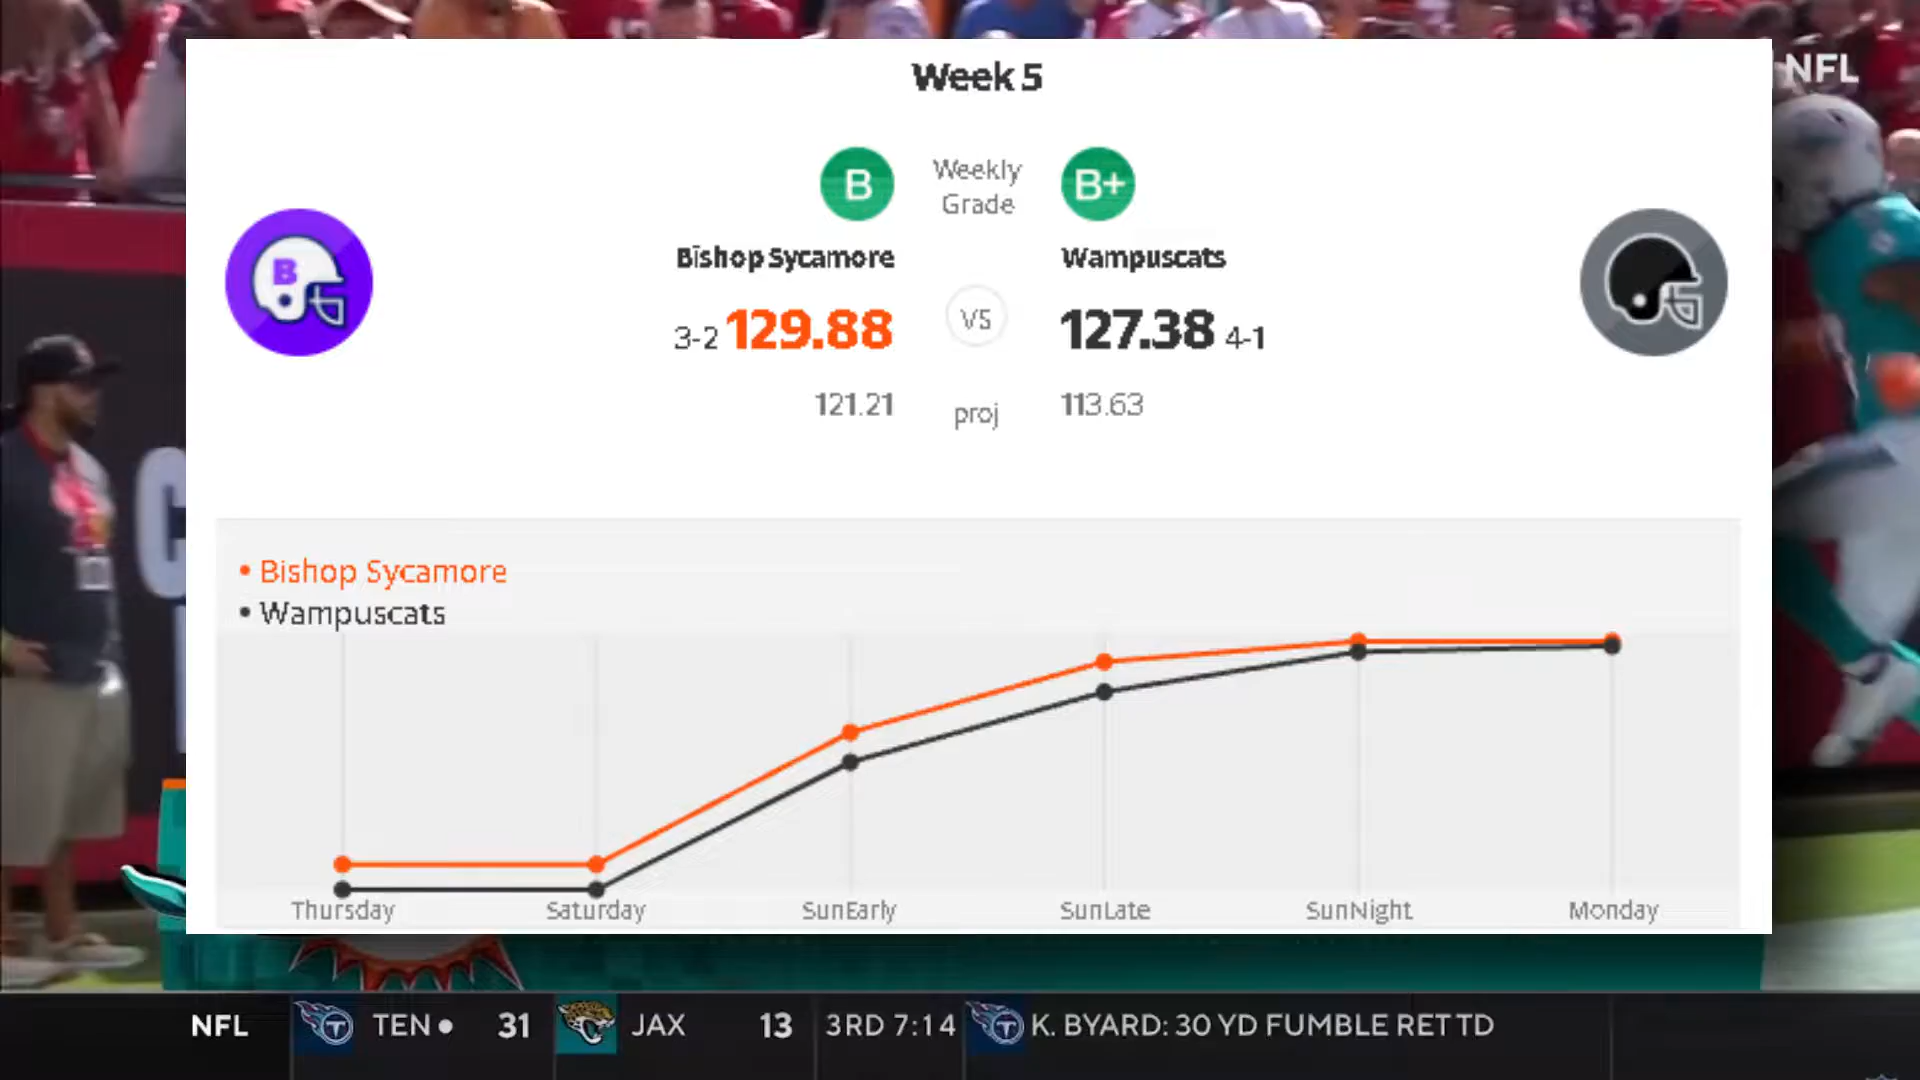 NFL
Week 5
B
Weekly
Grade
B+
B
Bishop Sycamore
Wampuscats
3-2 129.88
VS
127.38 4-1
121.21
proj
113.63
• Bishop Sycamore
• Wampuscats
Thursday Saturday SunEarly SunLate SunNight Monday
NFL TEN 31 JAX 13 3RD 7:14 K. BYARD: 30 YD FUMBLE RET TD